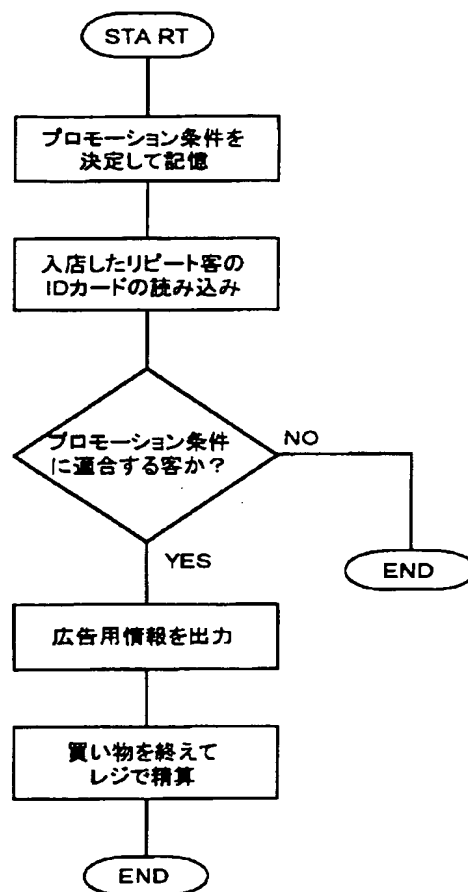 START
プロモーション条件を
決定して記憶
入店したリピート客の
IDカードの読み込み
プロモーション条件
に適合する客か？
NO
YES
END
広告用情報を出力
買い物を終えて
レジで精算
END